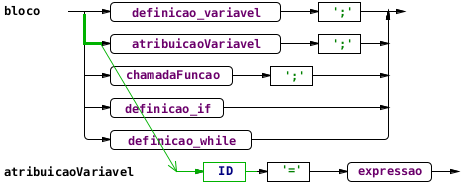 bloco definicao_variavel ';'
atribuicaoVariavel ';'
chamadaFuncao ';'
definicao_if
definicao_while
atribuicaoVariavel ID '=' expressao